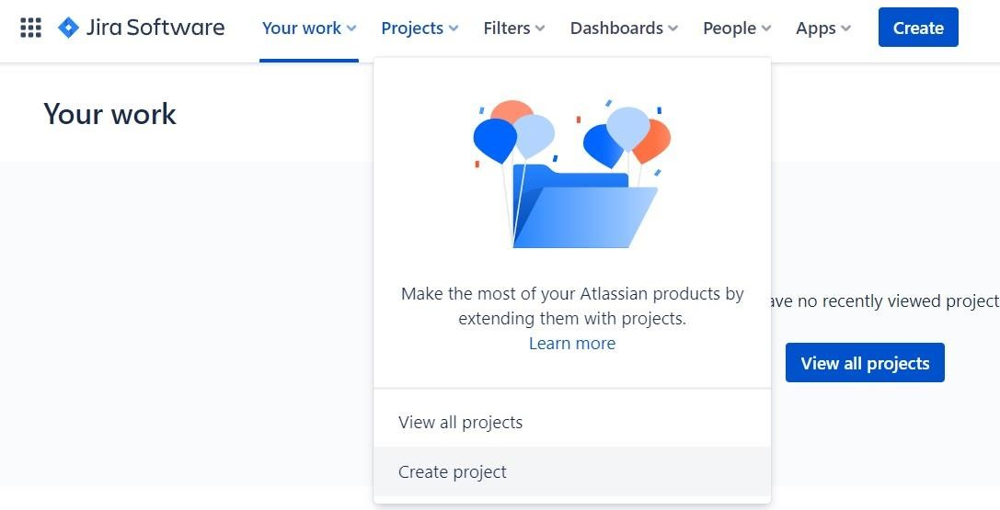 Jira Software Your work Projects Filters Dashboards People Apps Create
Your work
Make the most of your Atlassian products by
extending them with projects.
Learn more
have no recently viewed project
View all projects
View all projects
Create project